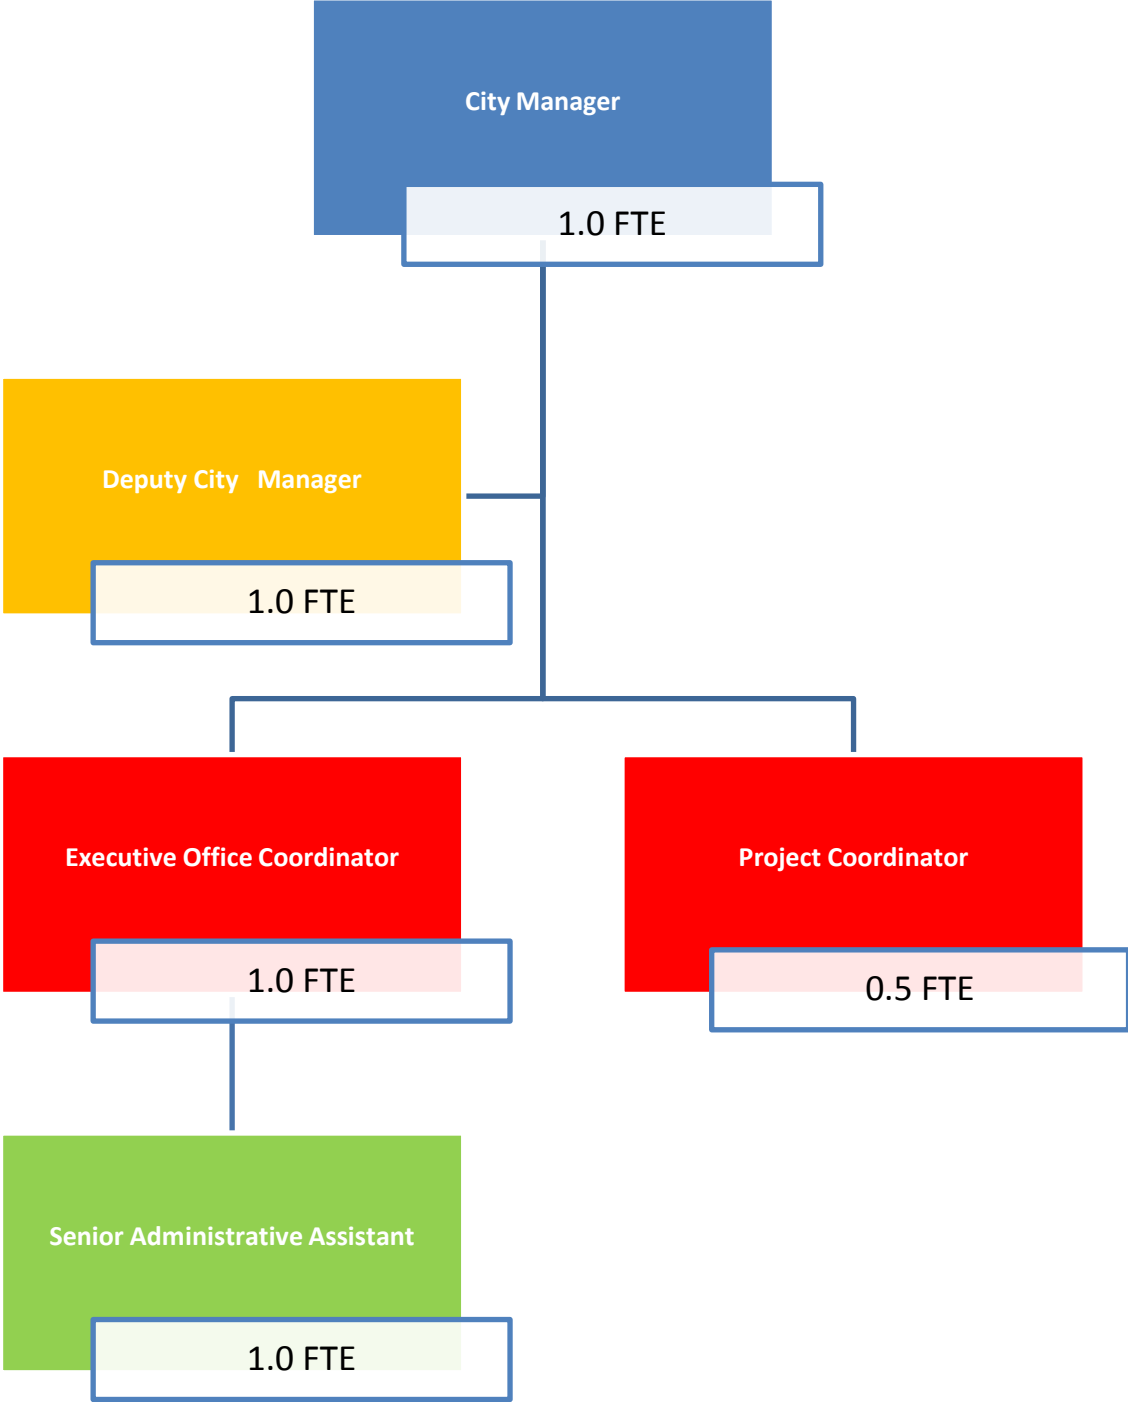 City Manager
1.0 FTE
Deputy City Manager
1.0 FTE
Executive Office Coordinator
1.0 FTE
Project Coordinator
0.5 FTE
Senior Administrative Assistant
1.0 FTE